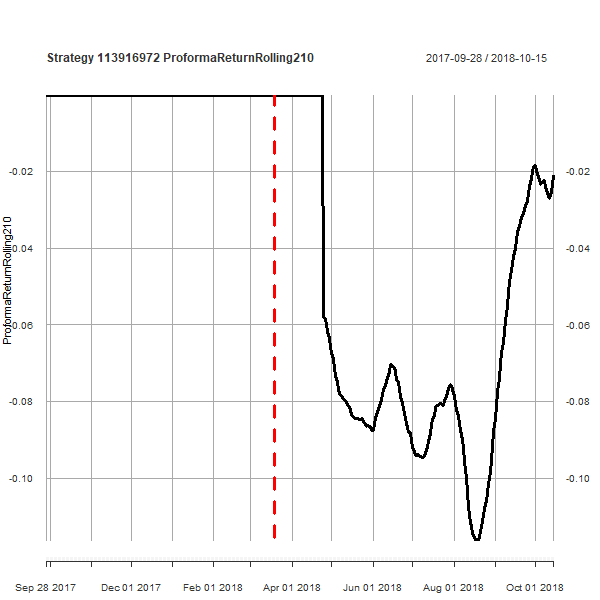 Strategy 113916972 ProformaReturnRolling210
2017-09-28 / 2018-10-15
ProformaReturnRolling210
-0.02
-0.02
-0.04
-0.04
-0.06
-0.06
-0.08
-0.08
-0.10
-0.10
Sep 28 2017
Dec 01 2017
Feb 01 2018
Apr 01 2018
Jun 01 2018
Aug 01 2018
Oct 01 2018